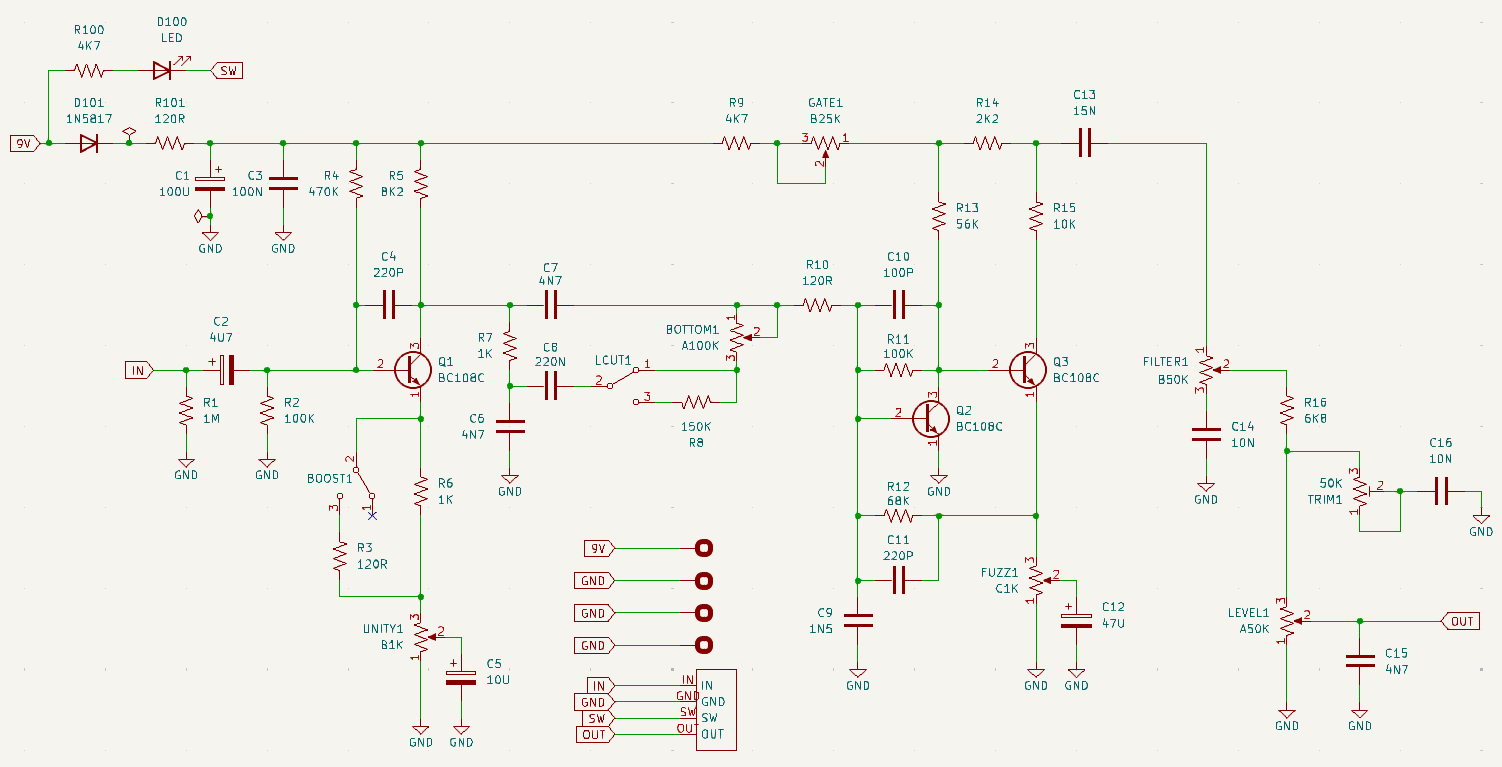 R100
4K7
D100
LED
SW
D101
1N5817
R101
120R
9V
C1
100U
+
C3
100N
R4
470K
R5
8K2
GND
GND
R9
4K7
GATE1
B25K
3
1
2
R14
2K2
C13
15N
R13
56K
R15
10K
C4
220P
C7
4N7
R10
120R
C10
100P
C2
4U7
+
IN
R1
1M
R2
100K
GND
GND
2
3
1
Q1
BC108C
R7
1K
C8
220N
LCUT1
2
1
3
150K
R8
BOTTOM1
A100K
1
2
3
C6
4N7
GND
R11
100K
2
3
1
Q3
BC108C
2
3
1
Q2
BC108C
GND
FILTER1
B50K
1
2
3
C14
10N
GND
R16
6K8
50K
TRIM1
3
2
1
C16
10N
GND
BOOST1
2
3
1
R6
1K
R3
120R
R12
68K
C11
220P
C9
1N5
GND
FUZZ1
C1K
3
2
1
+
C12
47U
GND
GND
UNITY1
B1K
3
2
1
+
C5
10U
GND
GND
9V
GND
GND
GND
IN
IN
IN
GND
GND
GND
SW
SW
SW
OUT
OUT
OUT
LEVEL1
A50K
3
2
1
OUT
C15
4N7
GND
GND